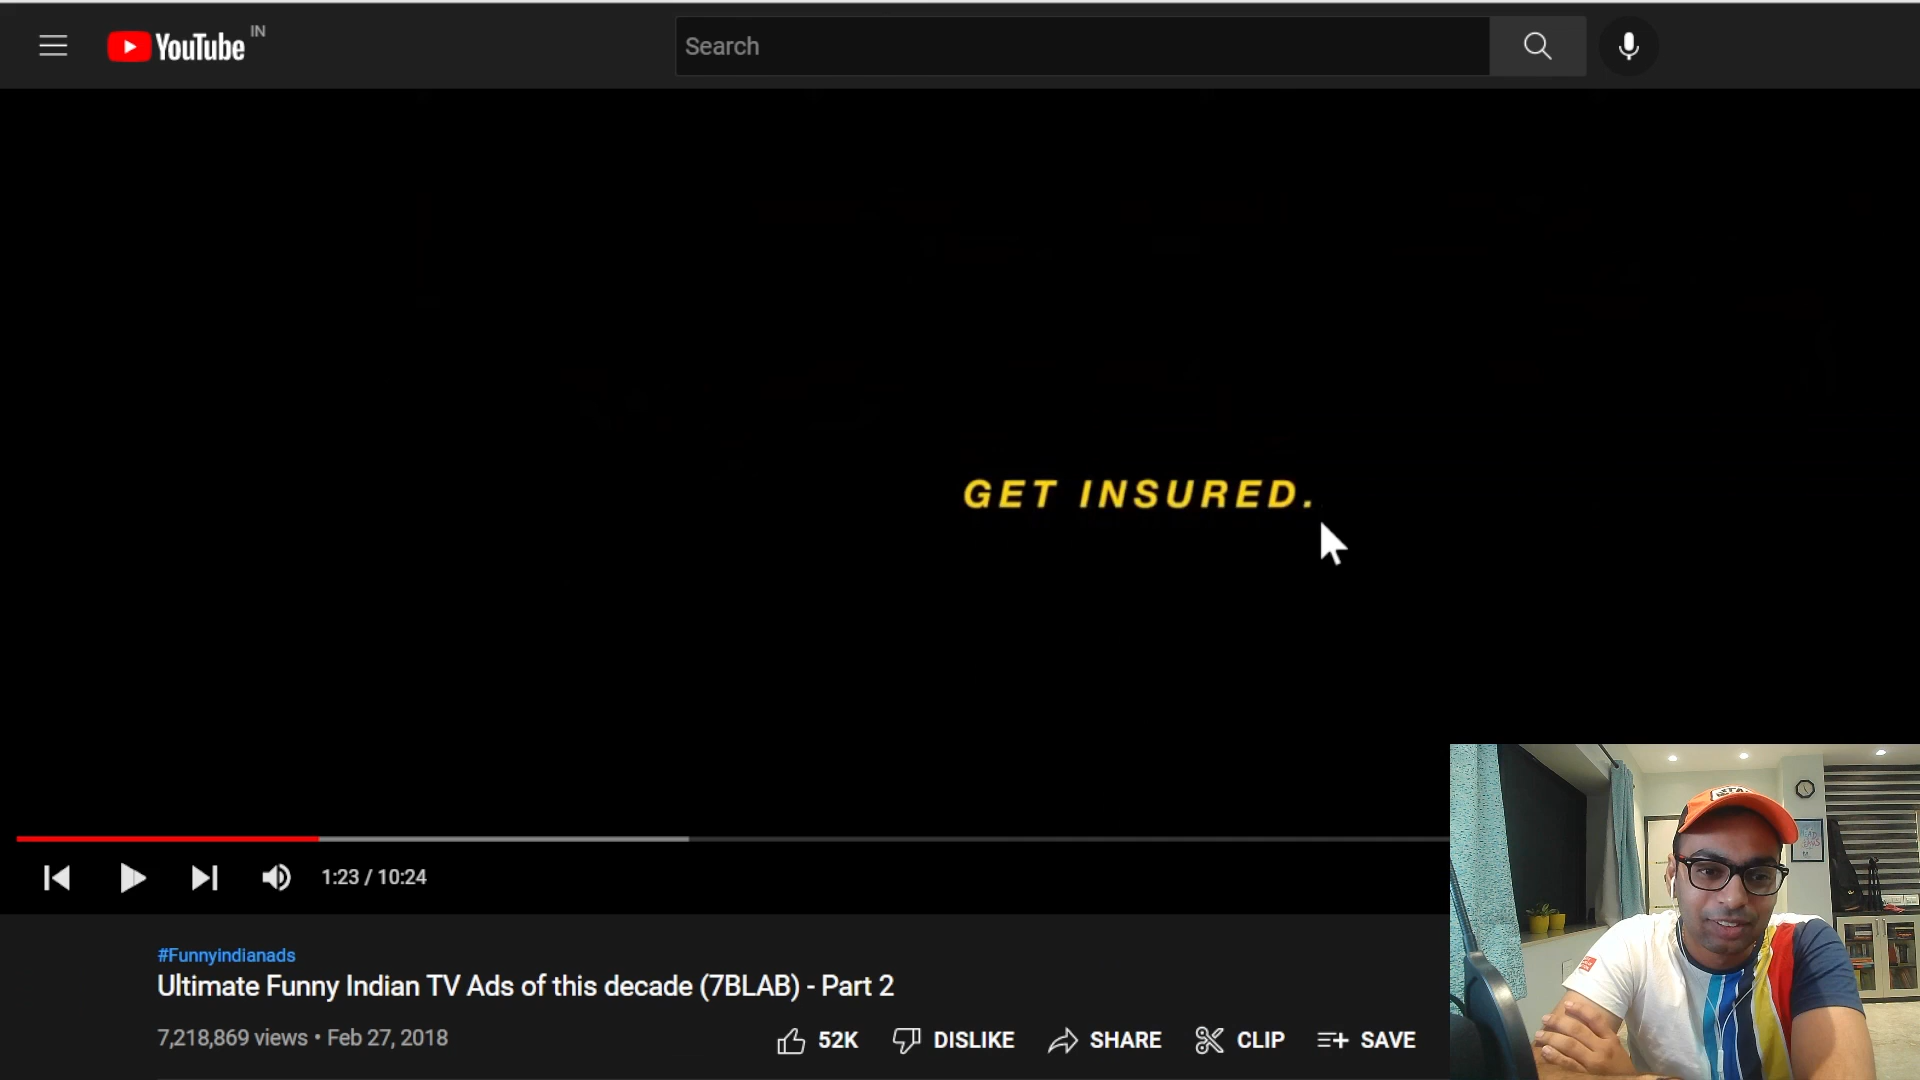 YouTube IN
Search
GET INSURED.
1:23 / 10:24
#Funnyindianads
Ultimate Funny Indian TV Ads of this decade (7BLAB) - Part 2
7,218,869 views • Feb 27, 2018
52K DISLIKE SHARE CLIP SAVE